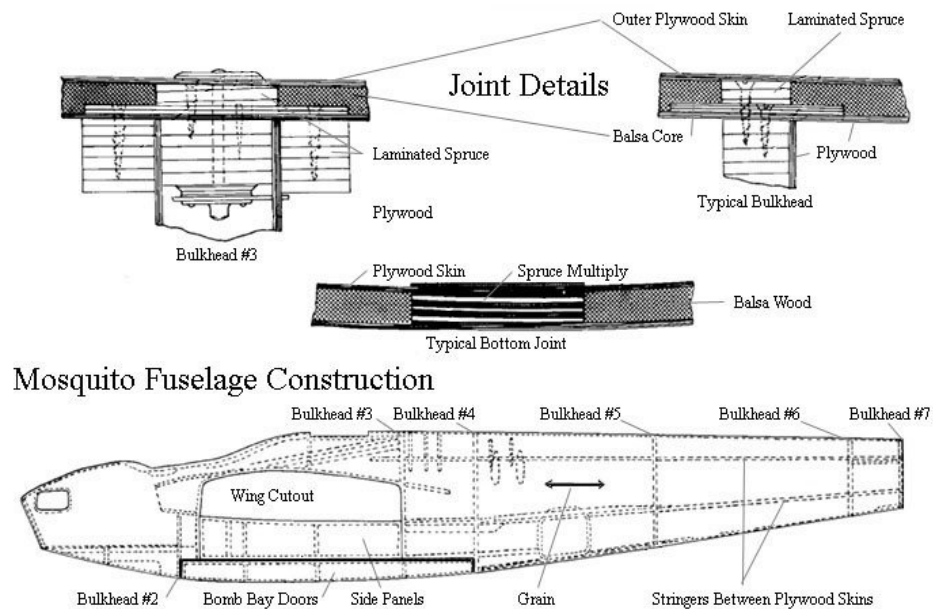 Outer Plywood Skin
Laminated Spruce
Joint Details
Balsa Core
Laminated Spruce
Plywood
Typical Bulkhead
Plywood
Bulkhead #3
Plywood Skin
Spruce Multiply
Balsa Wood
Typical Bottom Joint
Mosquito Fuselage Construction
Bulkhead #3
Bulkhead #4
Bulkhead #5
Bulkhead #6
Bulkhead #7
Wing Cutout
Bulkhead #2
Bomb Bay Doors
Side Panels
Grain
Stringers Between Plywood Skins